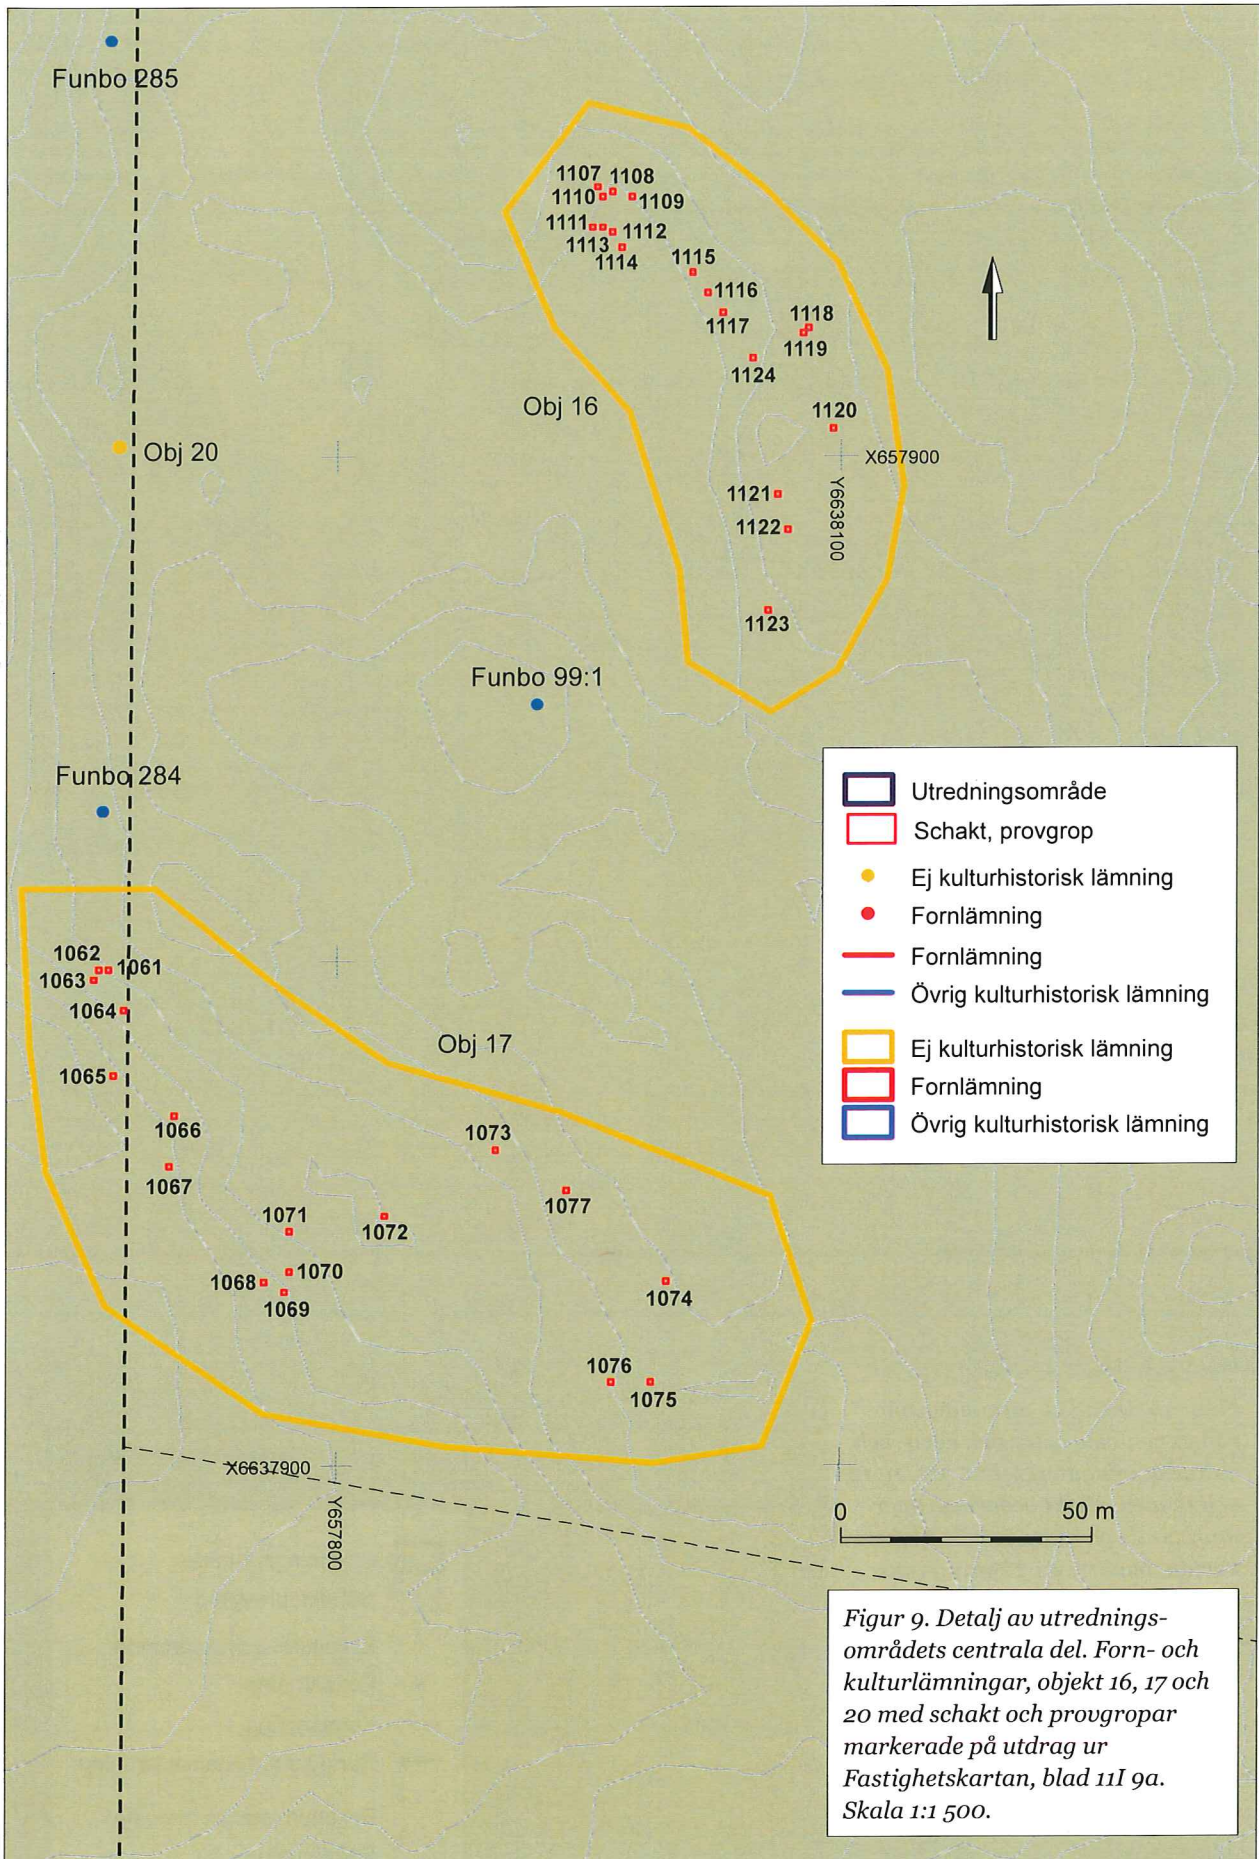 Funbo 285
1107
1108
1110
1109
1111
1112
1113
1114
1115
1116
1117
1118
1119
1124
Obj 16
1120
Obj 20
X657900
Y6638100
1121
1122
1123
Funbo 99:1
Funbo 284
Utredningsområde
Schakt, provgrop
Ej kulturhistorisk lämning
Fornlämning
Fornlämning
Övrig kulturhistorisk lämning
Ej kulturhistorisk lämning
Fornlämning
Övrig kulturhistorisk lämning
1062
1061
1063
1064
Obj 17
1065
1066
1067
1073
1077
1071
1072
1070
1068
1069
1074
1076
1075
X6637900
Y657800
0 50 m
Figur 9. Detalj av utrednings-
områdets centrala del. Forn- och
kulturlämningar, objekt 16, 17 och
20 med schakt och provgropar
markerade på utdrag ur
Fastighetskartan, blad 11I 9a.
Skala 1:1 500.